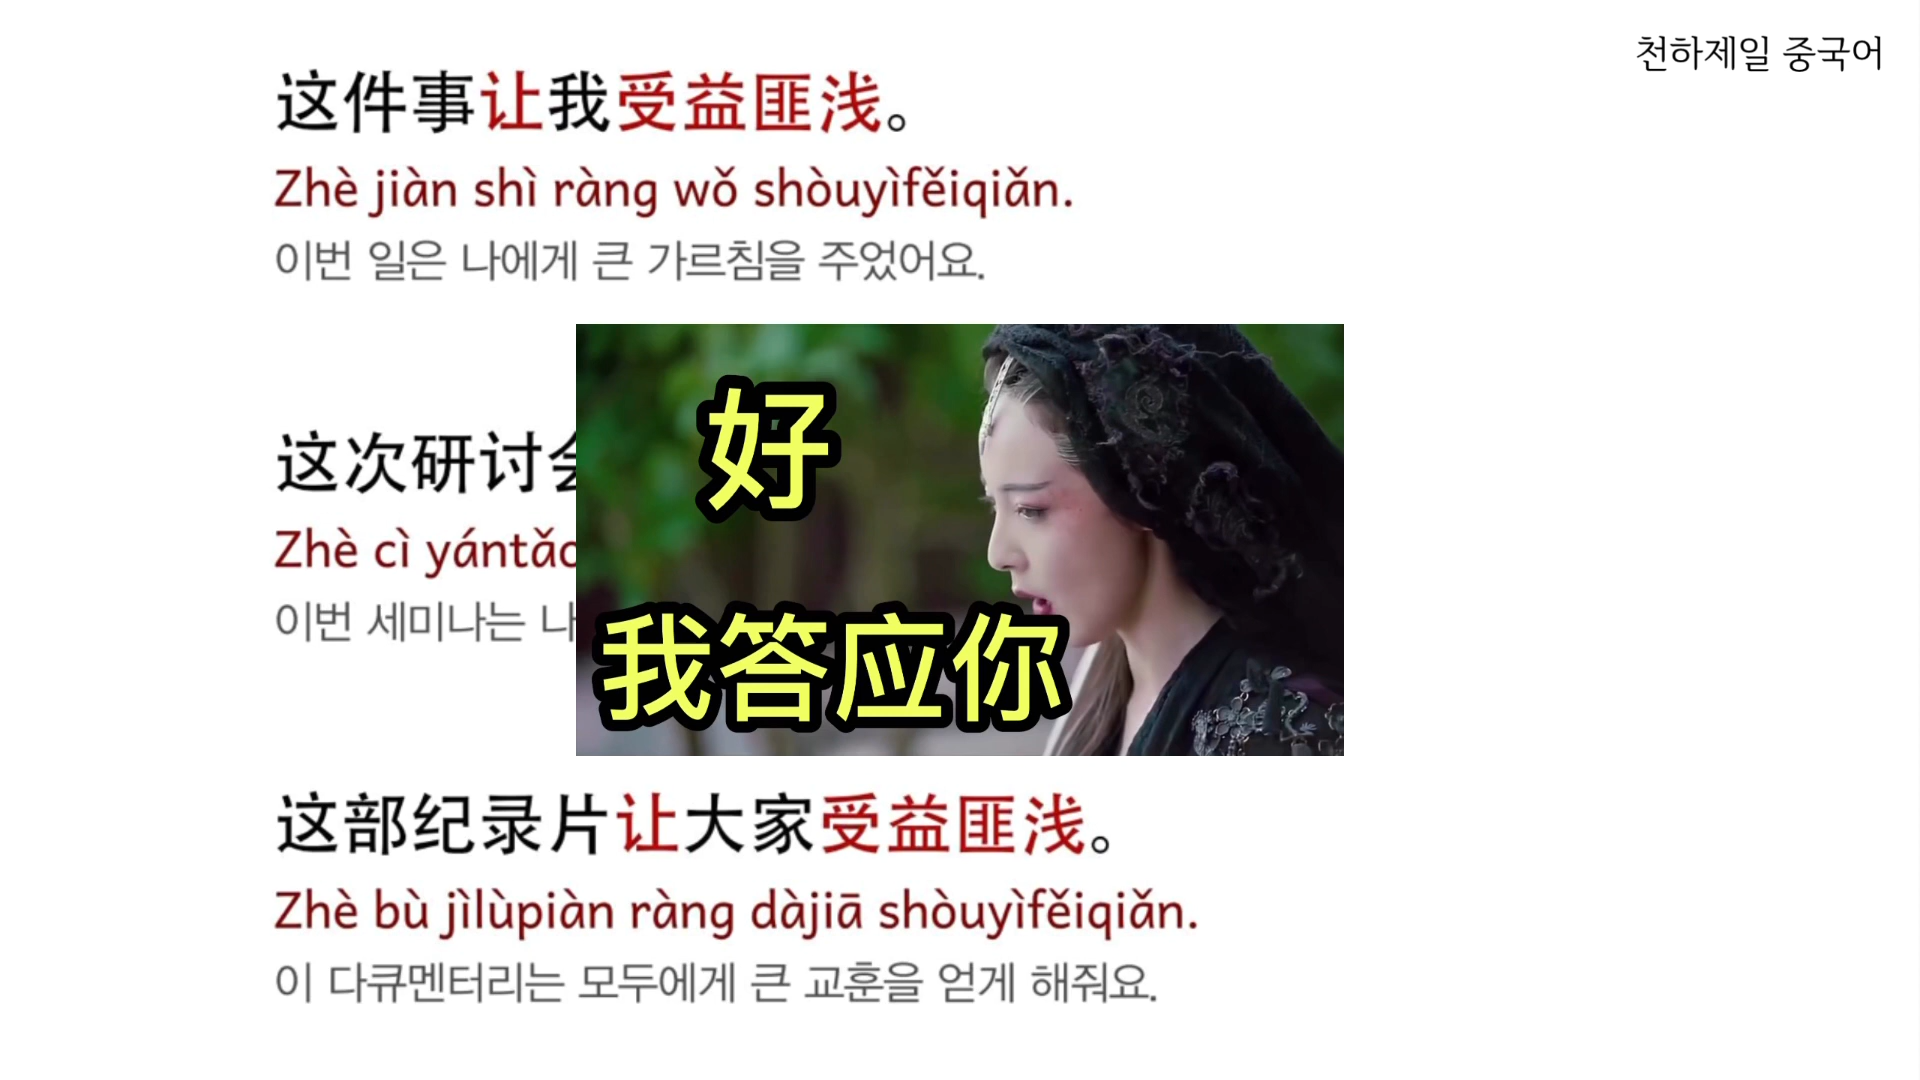 천하제일 중국어
这件事让我受益匪浅。
Zhè jiàn shì ràng wǒ shòuyìfěiqiǎn.
이번 일은 나에게 큰 가르침을 주었어요.
好
这次研讨会
Zhè cì yántǎo
이번 세미나는 나
我答应你
这部纪录片让大家受益匪浅。
Zhè bù jìlùpiàn ràng dàjiā shòuyìfěiqiǎn.
이 다큐멘터리는 모두에게 큰 교훈을 얻게 해줘요.